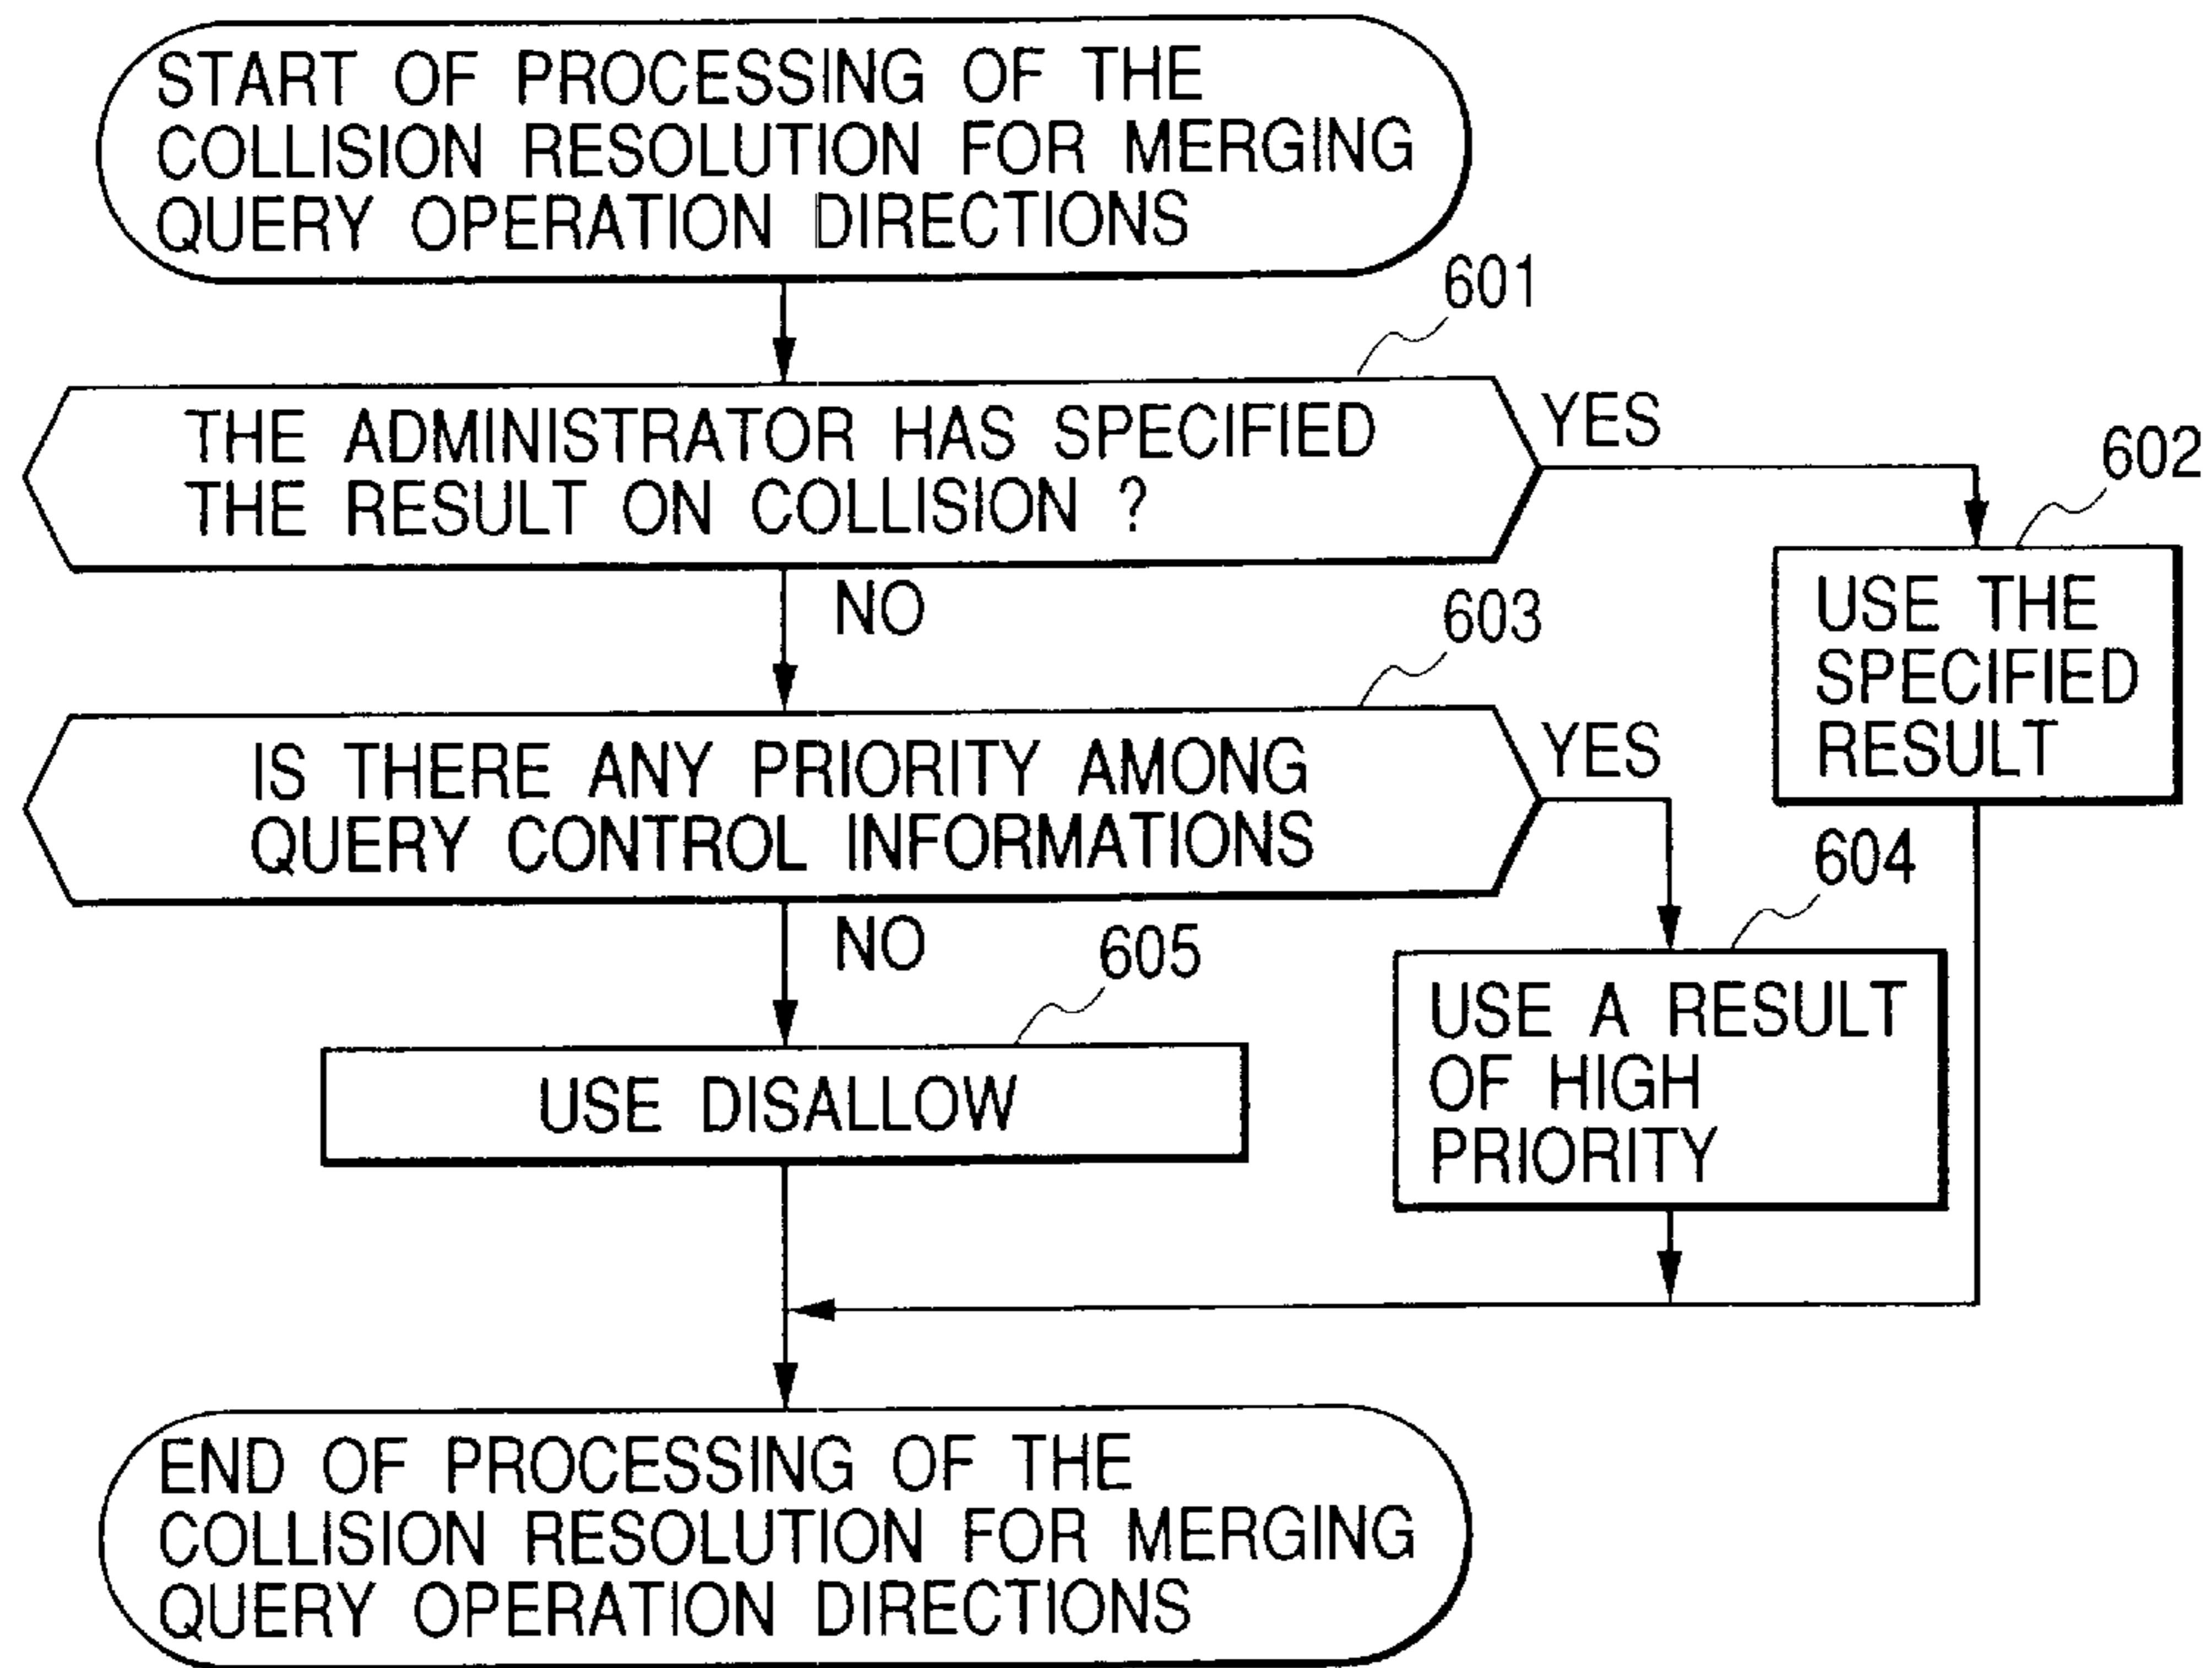 START OF PROCESSING OF THE
COLLISION RESOLUTION FOR MERGING
QUERY OPERATION DIRECTIONS
601
THE ADMINISTRATOR HAS SPECIFIED
THE RESULT ON COLLISION ?
YES
602
USE THE
SPECIFIED
RESULT
NO
603
IS THERE ANY PRIORITY AMONG
QUERY CONTROL INFORMATIONS
YES
604
USE A RESULT
OF HIGH
PRIORITY
NO
605
USE DISALLOW
END OF PROCESSING OF THE
COLLISION RESOLUTION FOR MERGING
QUERY OPERATION DIRECTIONS